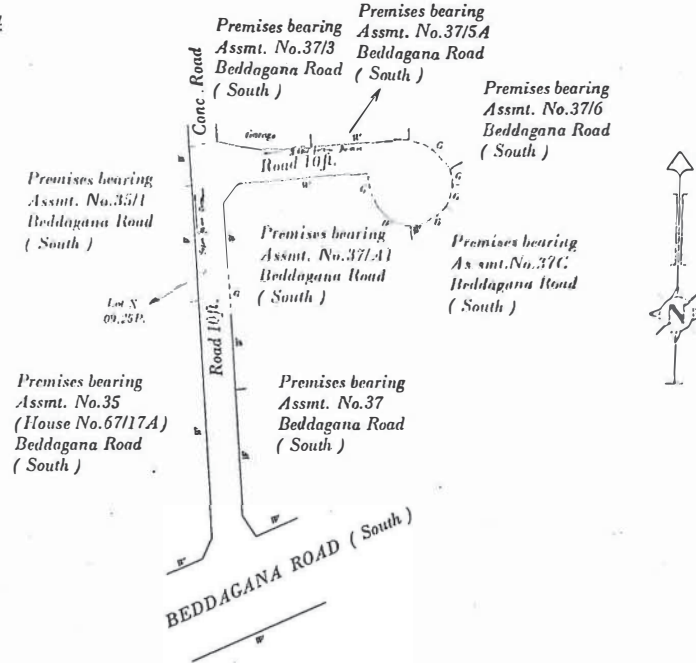 Premises bearing
Assmt. No.37/3
Beddagana Road
( South )
Premises bearing
Assmt. No.37/5A
Beddagana Road
( South )
Conc. Road
Premises bearing
Assmt. No.37/6
Beddagana Road
( South )
Road 10ft.
Premises bearing
Assmt. No.35/1
Beddagana Road
( South )
Premises bearing
Assmt. No.37/A1
Beddagana Road
( South )
Premises bearing
As smt.No.37C
Beddagana Road
( South )
Lot X
09.25P.
Road 10ft.
N
Premises bearing
Assmt. No.35
(House No.67/17A)
Beddagana Road
( South )
Premises bearing
Assmt. No.37
Beddagana Road
( South )
BEDDAGANA ROAD ( South )
W
W
W